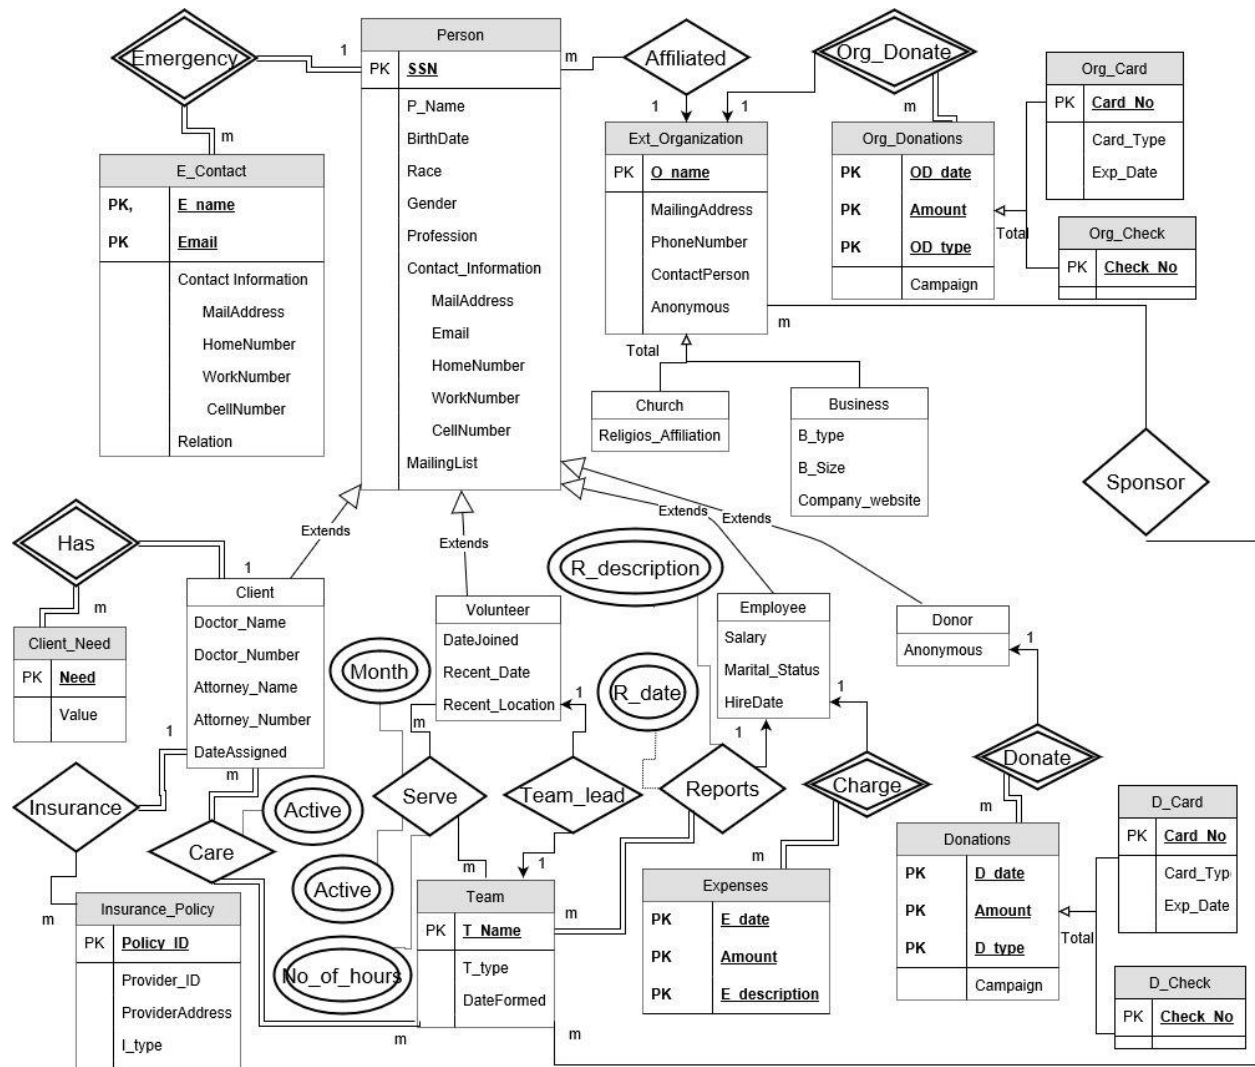 Emergency
1
Person
PK SSN
P_Name
BirthDate
Race
Gender
Profession
Contact_Information
MailAddress
Email
HomeNumber
WorkNumber
CellNumber
MailingList
m
Affiliated
1
Org_Donate
1
m
Org_Card
PK Card_No
Card_Type
Exp_Date
m
E_Contact
PK, E_name
PK Email
Contact Information
MailAddress
HomeNumber
WorkNumber
CellNumber
Relation
Ext_Organization
PK O_name
MailingAddress
PhoneNumber
ContactPerson
Anonymous
Org_Donations
PK OD_date
PK Amount
PK OD_type
Campaign
Total
Org_Check
PK Check_No
m
Total
Church
Religios_Affiliation
Business
B_type
B_Size
Company_website
Sponsor
Extends
Extends
Extends
Extends
Has
1
m
Client
Doctor_Name
Doctor_Number
Attorney_Name
Attorney_Number
DateAssigned
Client_Need
PK Need
Value
Volunteer
DateJoined
Recent_Date
Recent_Location
R_description
Employee
Salary
Marital_Status
HireDate
Donor
Anonymous
1
Month
R_date
1
m
1
1
1
m
Insurance
Care
Active
Serve
Team_lead
Reports
Charge
Donate
m
D_Card
PK Card_No
Card_Typ
Exp_Date
Active
m
1
m
m
Donations
PK D_date
PK Amount
PK D_type
Campaign
Total
m
Insurance_Policy
PK Policy_ID
Provider_ID
ProviderAddress
I_type
No_of_hours
Team
PK T_Name
T_type
DateFormed
m
Expenses
PK E_date
PK Amount
PK E_description
D_Check
PK Check_No
m
m